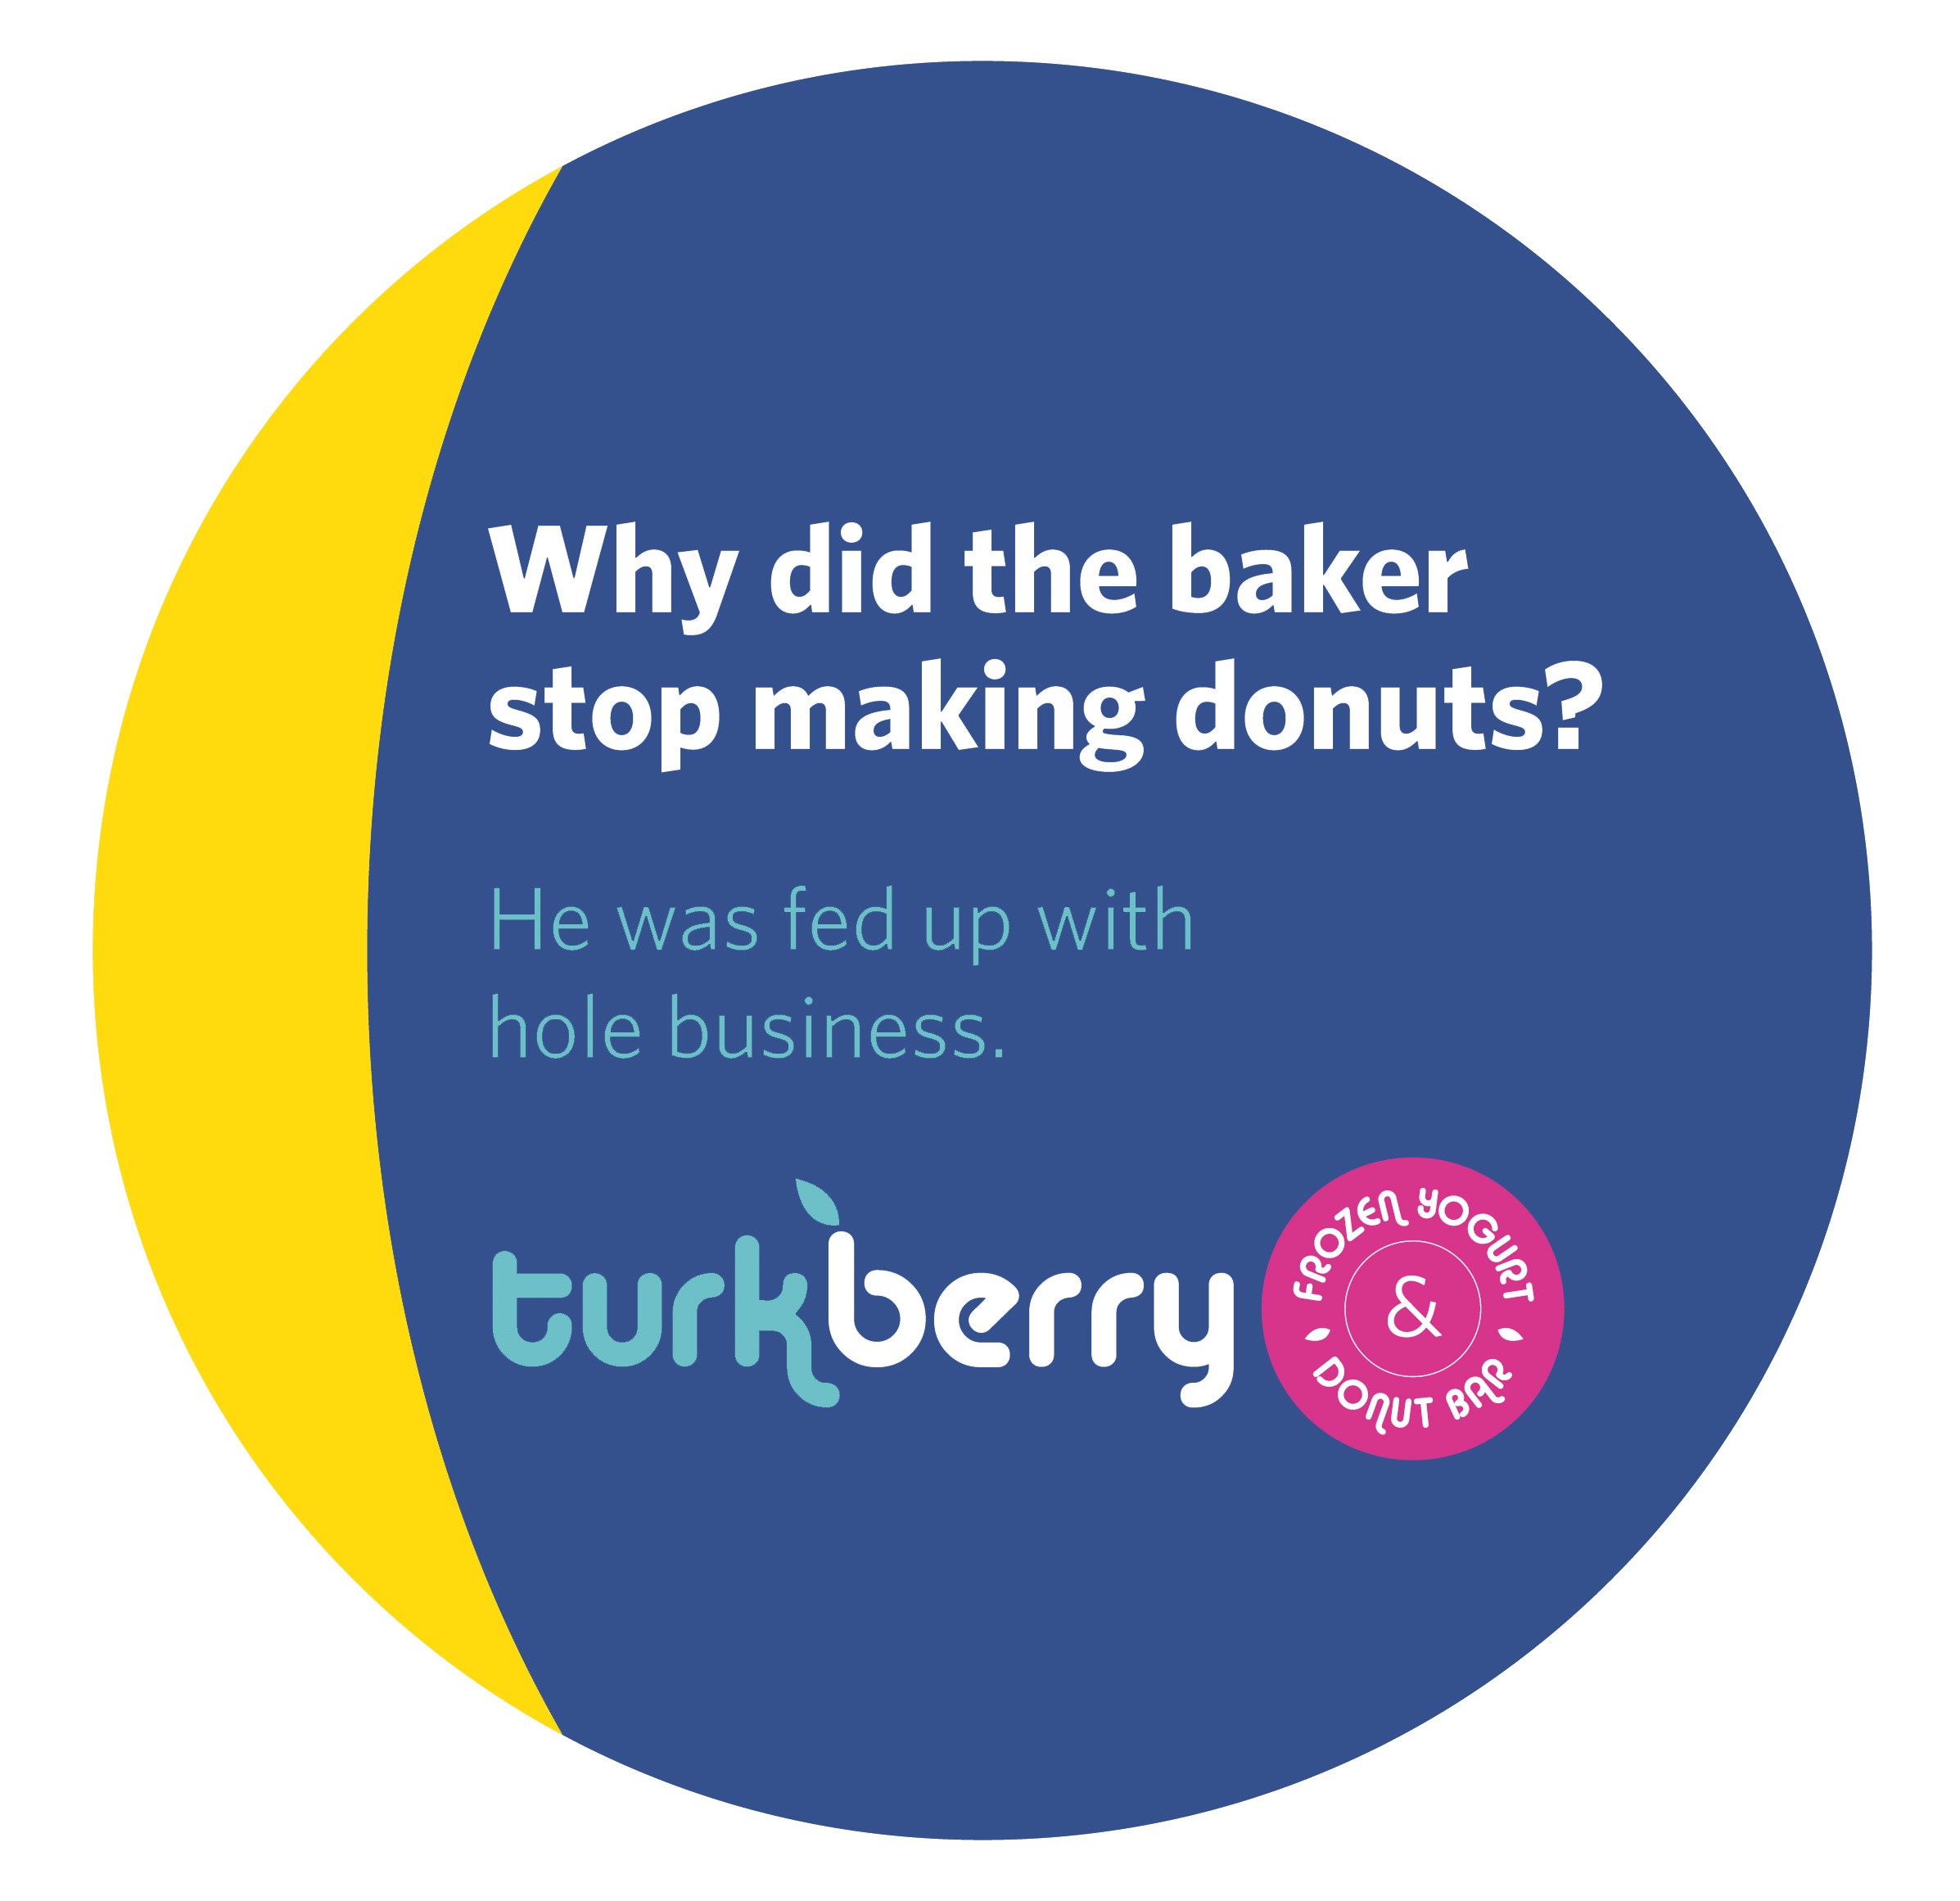 Why did the baker
stop making donuts?
He was fed up with
hole business.
turkberry
FROZEN YOGURT
&
DONUT BAR